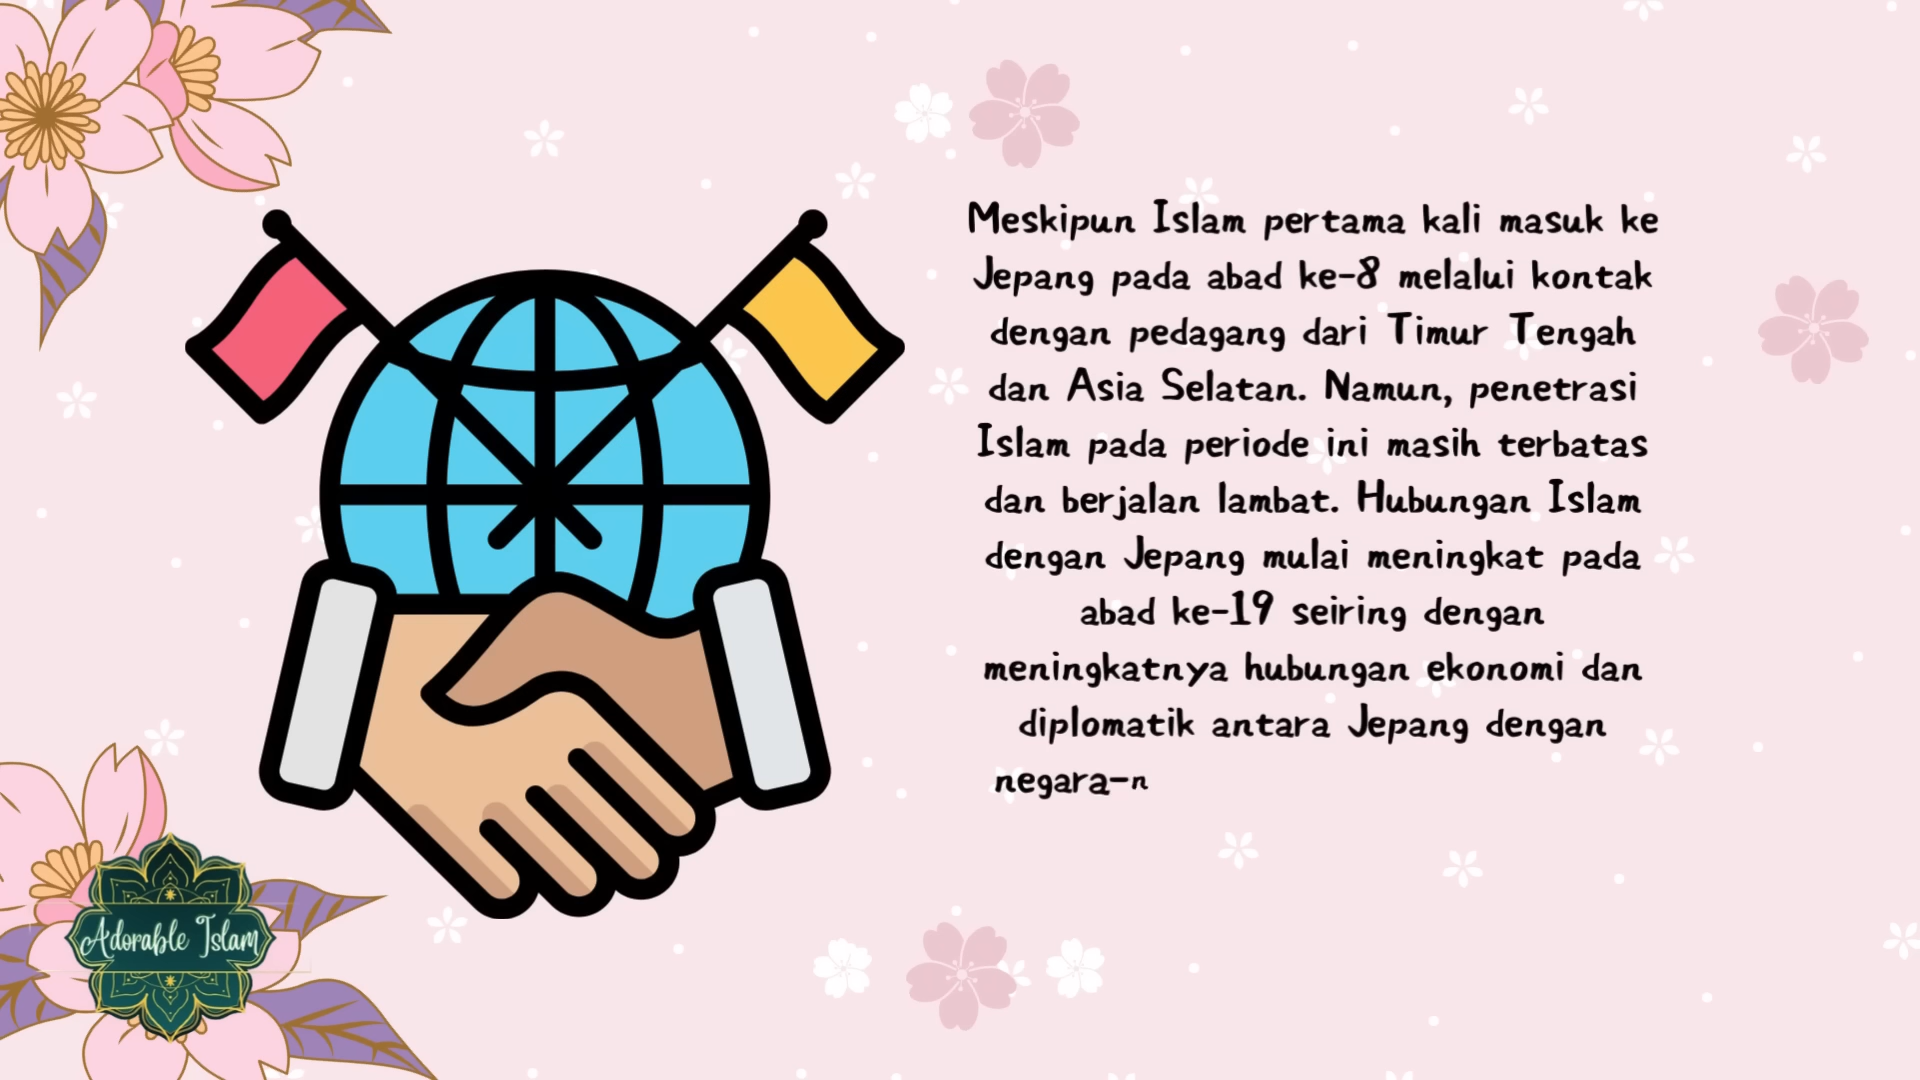 Meskipun Islam pertama kali masuk ke
Jepang pada abad ke-8 melalui kontak
dengan pedagang dari Timur Tengah
dan Asia Selatan. Namun, penetrasi
Islam pada periode ini masih terbatas
dan berjalan lambat. Hubungan Islam
dengan Jepang mulai meningkat pada
abad ke-19 seiring dengan
meningkatnya hubungan ekonomi dan
diplomatik antara Jepang dengan
negara-n
Adorable Islam